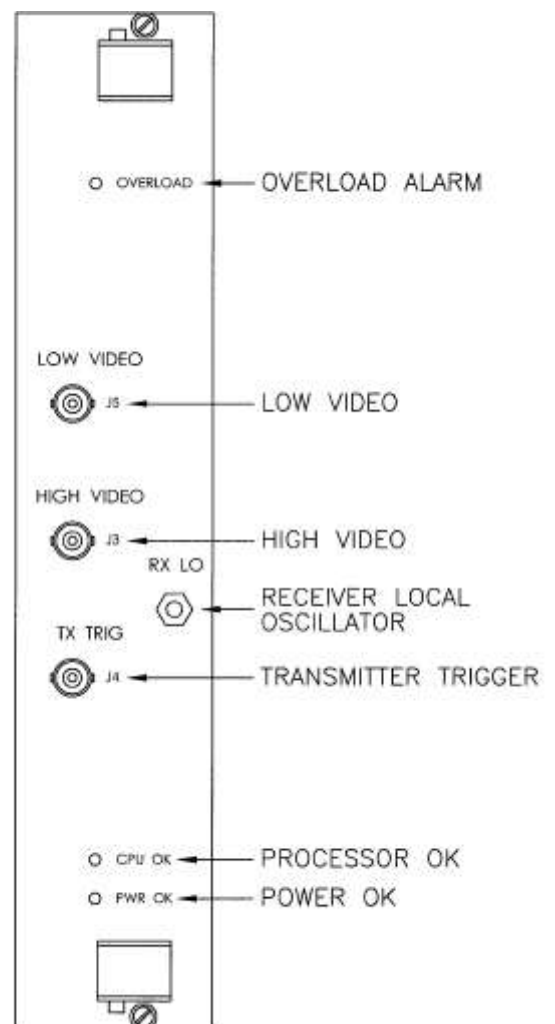 OVERLOAD
OVERLOAD ALARM
LOW VIDEO
J5
LOW VIDEO
HIGH VIDEO
J3
HIGH VIDEO
RX LO
RECEIVER LOCAL
OSCILLATOR
TX TRIG
J4
TRANSMITTER TRIGGER
CPU OK
PROCESSOR OK
PWR OK
POWER OK